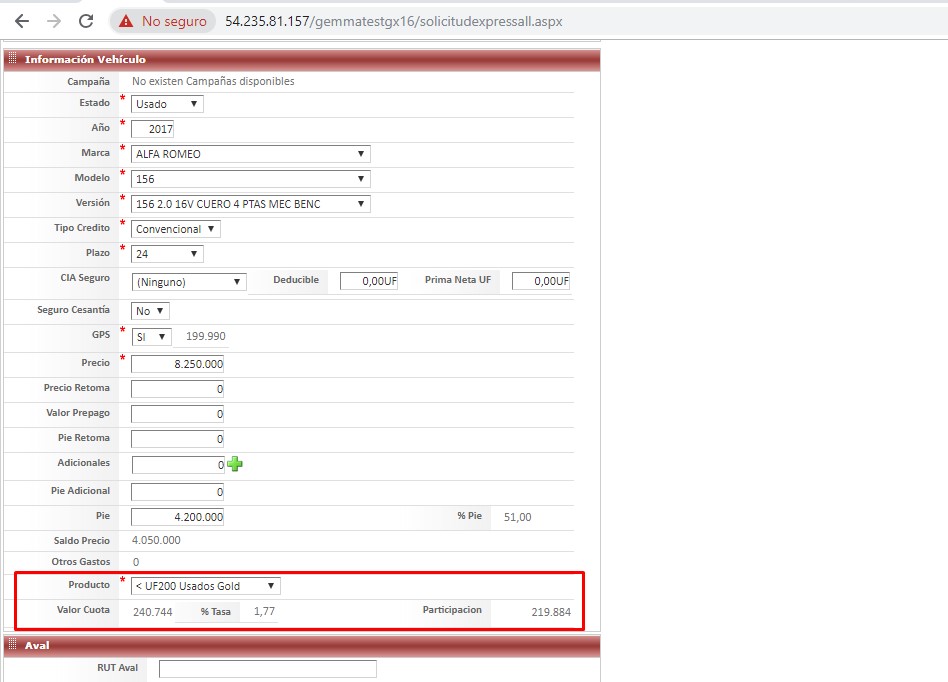 No seguro 54.235.81.157/gemmatestgx16/solicitudexpressall.aspx
Información Vehículo
Campaña No existen Campañas disponibles
Estado * Usado
Año * 2017
Marca * ALFA ROMEO
Modelo * 156
Versión * 156 2.0 16V CUERO 4 PTAS MEC BENC
Tipo Credito * Convencional
Plazo * 24
CIA Seguro (Ninguno) Deducible 0,00UF Prima Neta UF 0,00UF
Seguro Cesantía No
GPS * SI 199.990
Precio * 8.250.000
Precio Retoma 0
Valor Prepago 0
Pie Retoma 0
Adicionales 0
Pie Adicional 0
Pie 4.200.000 % Pie 51,00
Saldo Precio 4.050.000
Otros Gastos 0
Producto * < UF200 Usados Gold
Valor Cuota 240.744 % Tasa 1,77 Participacion 219.884
Aval
RUT Aval